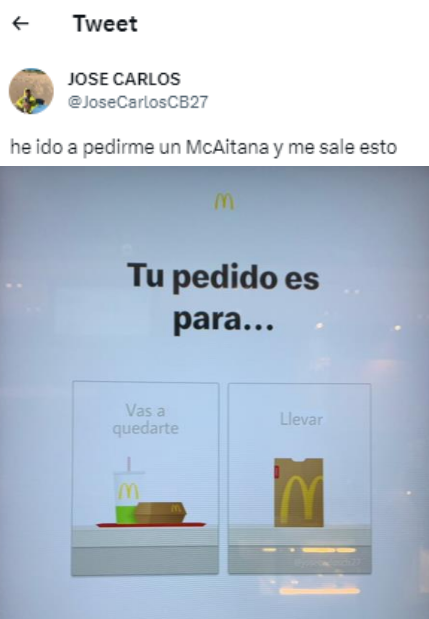 Tweet
JOSE CARLOS
@JoseCarlosCB27
he ido a pedirme un McAitana y me sale esto
Tu pedido es
para...
Vas a
quedarte
Llevar